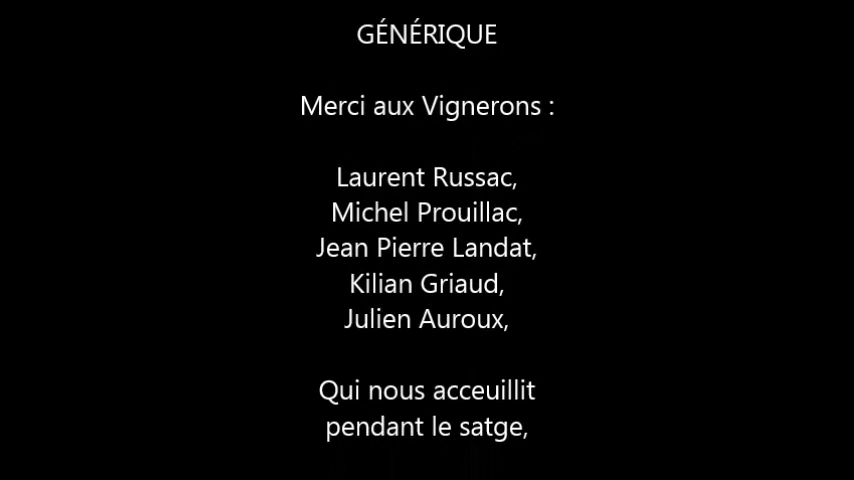 GÉNÉRIQUE
Merci aux Vignerons :
Laurent Russac,
Michel Prouillac,
Jean Pierre Landat,
Kilian Griaud,
Julien Auroux,
Qui nous acceuillit
pendant le satge,